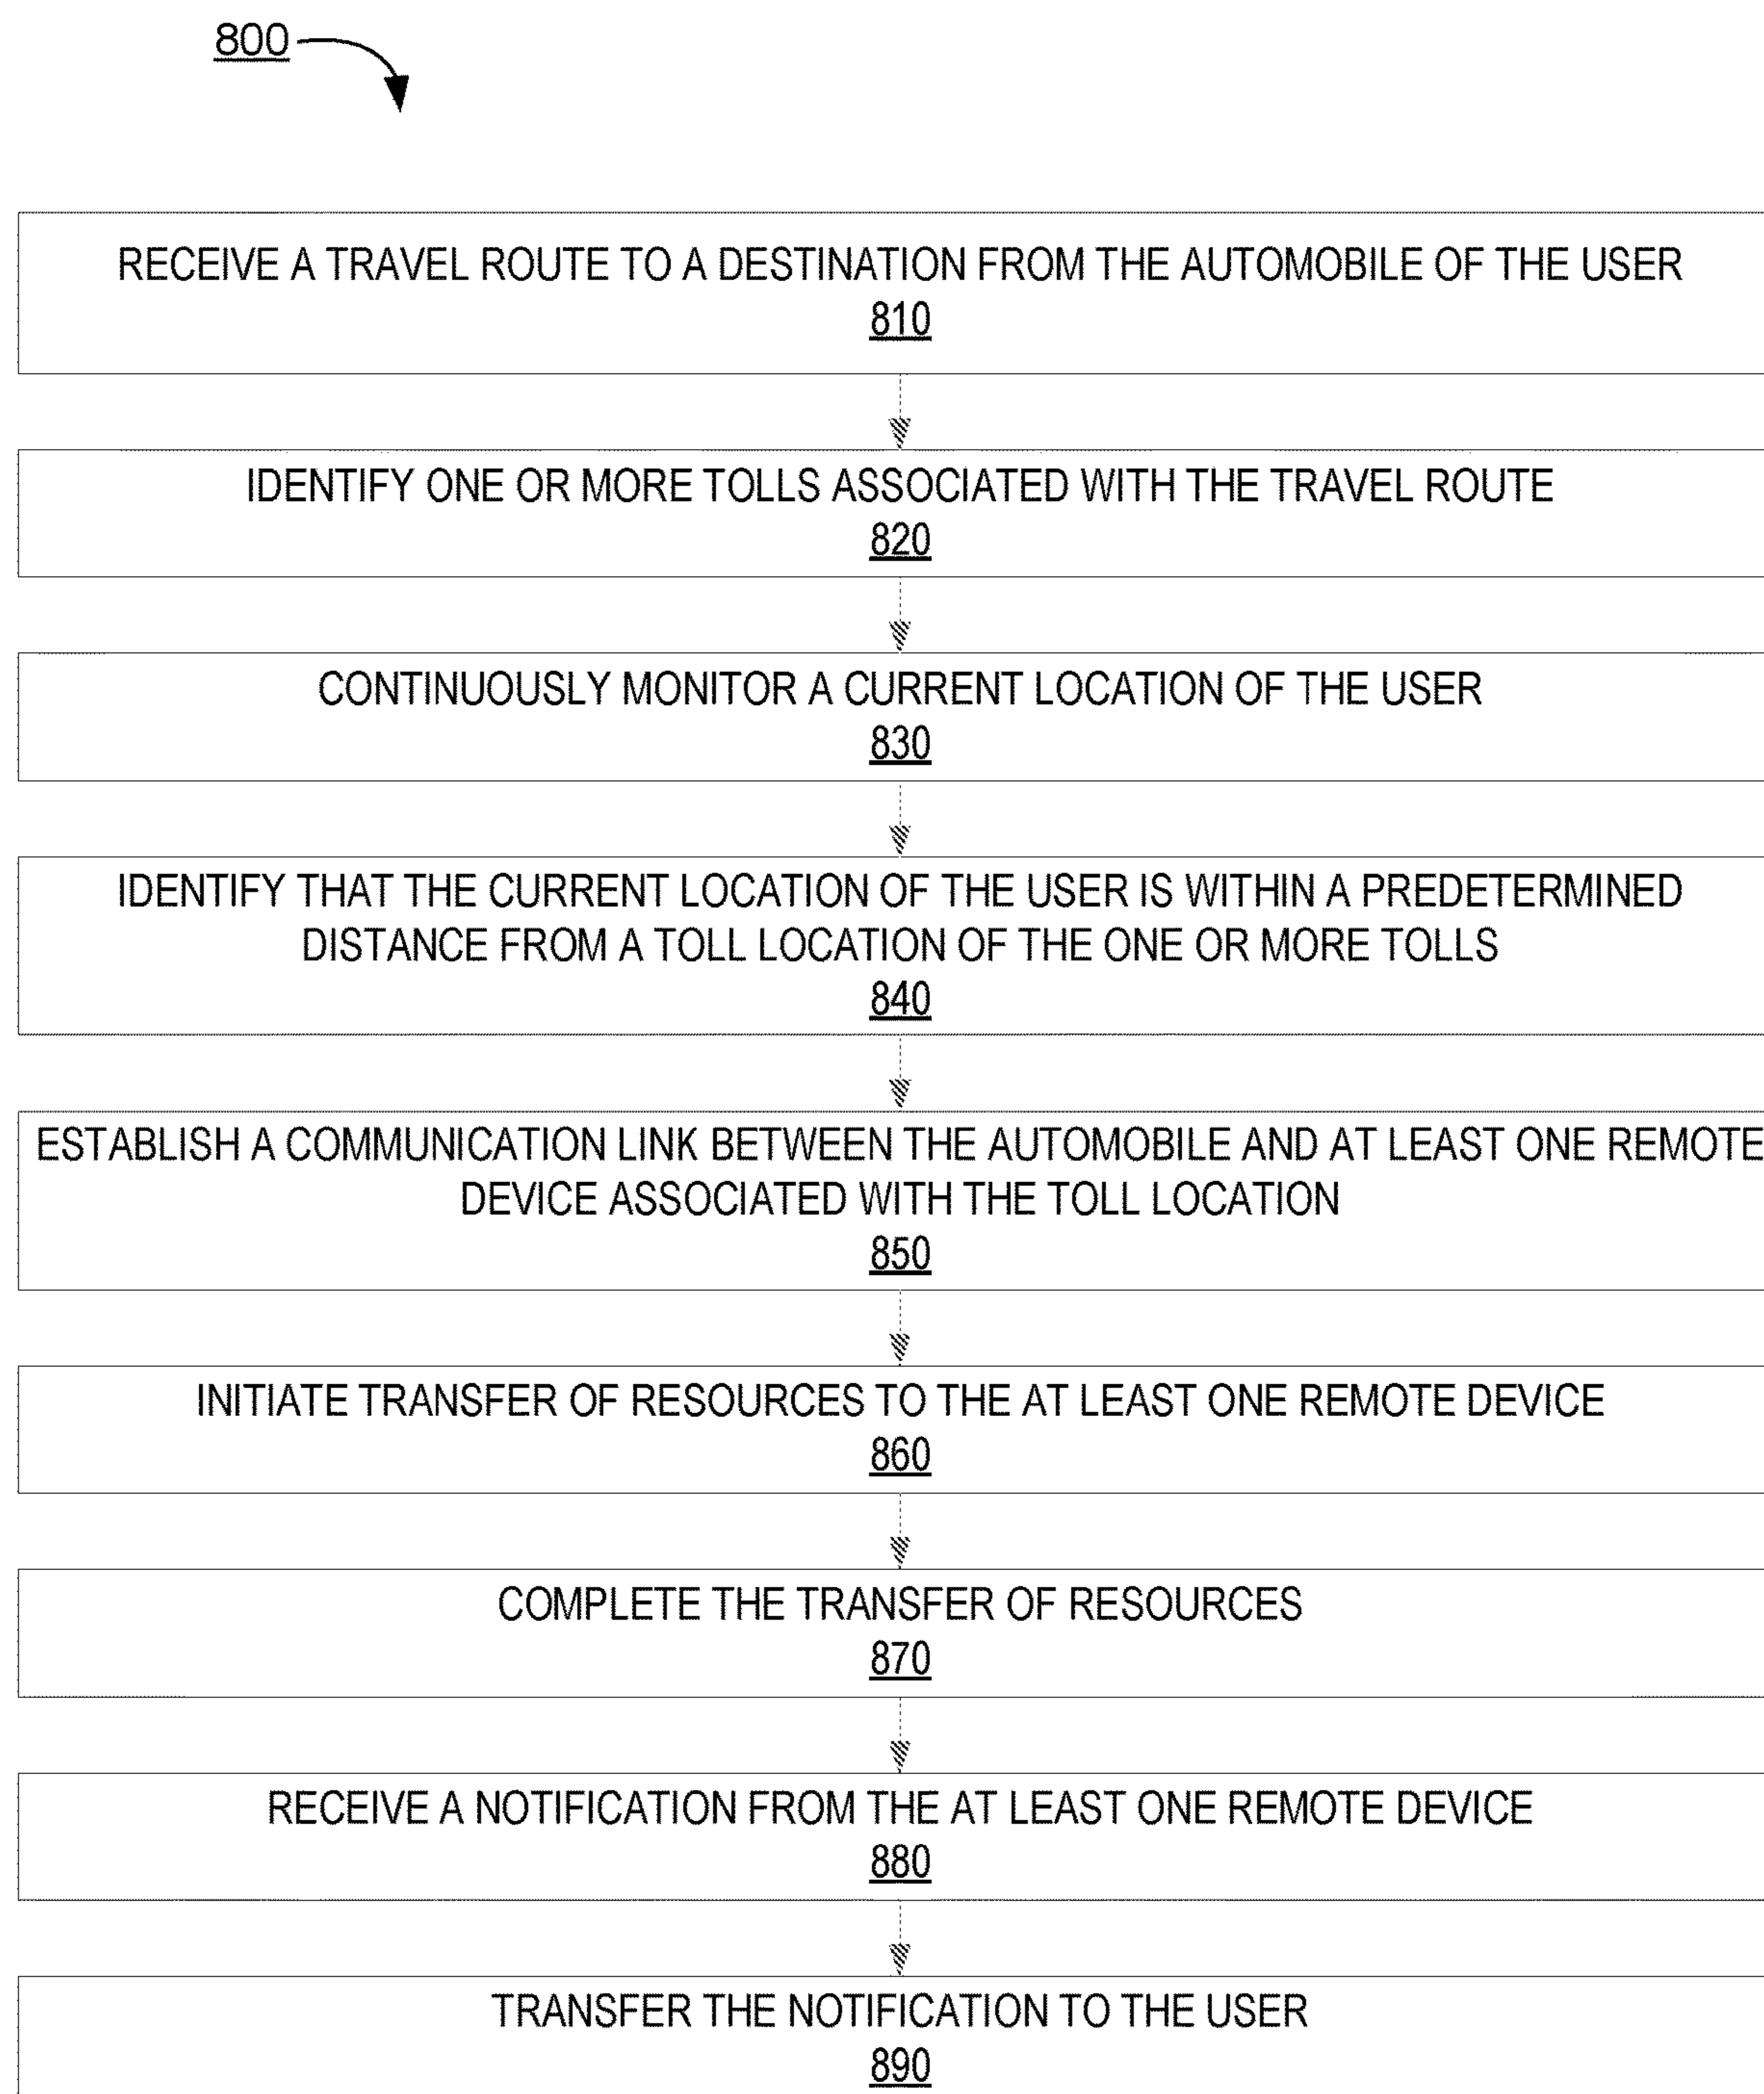 800
RECEIVE A TRAVEL ROUTE TO A DESTINATION FROM THE AUTOMOBILE OF THE USER
810
IDENTIFY ONE OR MORE TOLLS ASSOCIATED WITH THE TRAVEL ROUTE
820
CONTINUOUSLY MONITOR A CURRENT LOCATION OF THE USER
830
IDENTIFY THAT THE CURRENT LOCATION OF THE USER IS WITHIN A PREDETERMINED
DISTANCE FROM A TOLL LOCATION OF THE ONE OR MORE TOLLS
840
ESTABLISH A COMMUNICATION LINK BETWEEN THE AUTOMOBILE AND AT LEAST ONE REMOTE
DEVICE ASSOCIATED WITH THE TOLL LOCATION
850
INITIATE TRANSFER OF RESOURCES TO THE AT LEAST ONE REMOTE DEVICE
860
COMPLETE THE TRANSFER OF RESOURCES
870
RECEIVE A NOTIFICATION FROM THE AT LEAST ONE REMOTE DEVICE
880
TRANSFER THE NOTIFICATION TO THE USER
890